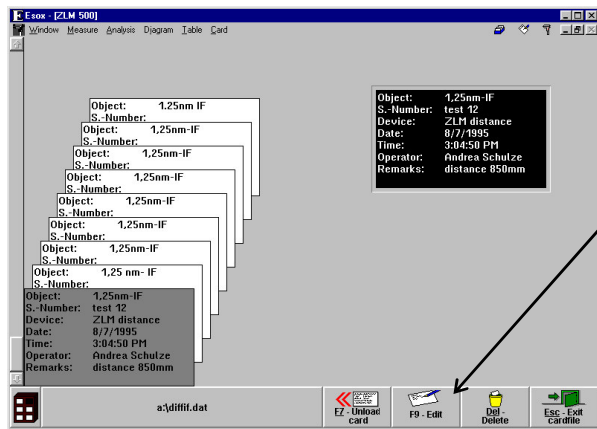 Esox - [ZLM 500]
Window Measure Analysis Djagram Table Card
Object: 1.25nm IF
S.-Number:
Object: 1,25nm-IF
S.-Number:
Object: 1,25nm-IF
S.-Number:
Object: 1,25nm-IF
S.-Number:
Object: 1,25nm-IF
S.-Number:
Object: 1,25nm-IF
S.-Number:
Object: 1,25nm-IF
S.-Number:
Object: 1,25 nm- IF
S.-Number:
Object: 1,25nm-IF
S.-Number: test 12
Device: ZLM distance
Date: 8/7/1995
Time: 3:04:50 PM
Operator: Andrea Schulze
Remarks: distance 850mm
Object: 1,25nm-IF
S.-Number: test 12
Device: ZLM distance
Date: 8/7/1995
Time: 3:04:50 PM
Operator: Andrea Schulze
Remarks: distance 850mm
a:\diffif.dat
F7 - Unload
card
F9 - Edit
Del -
Delete
Esc - Exit
cardfile